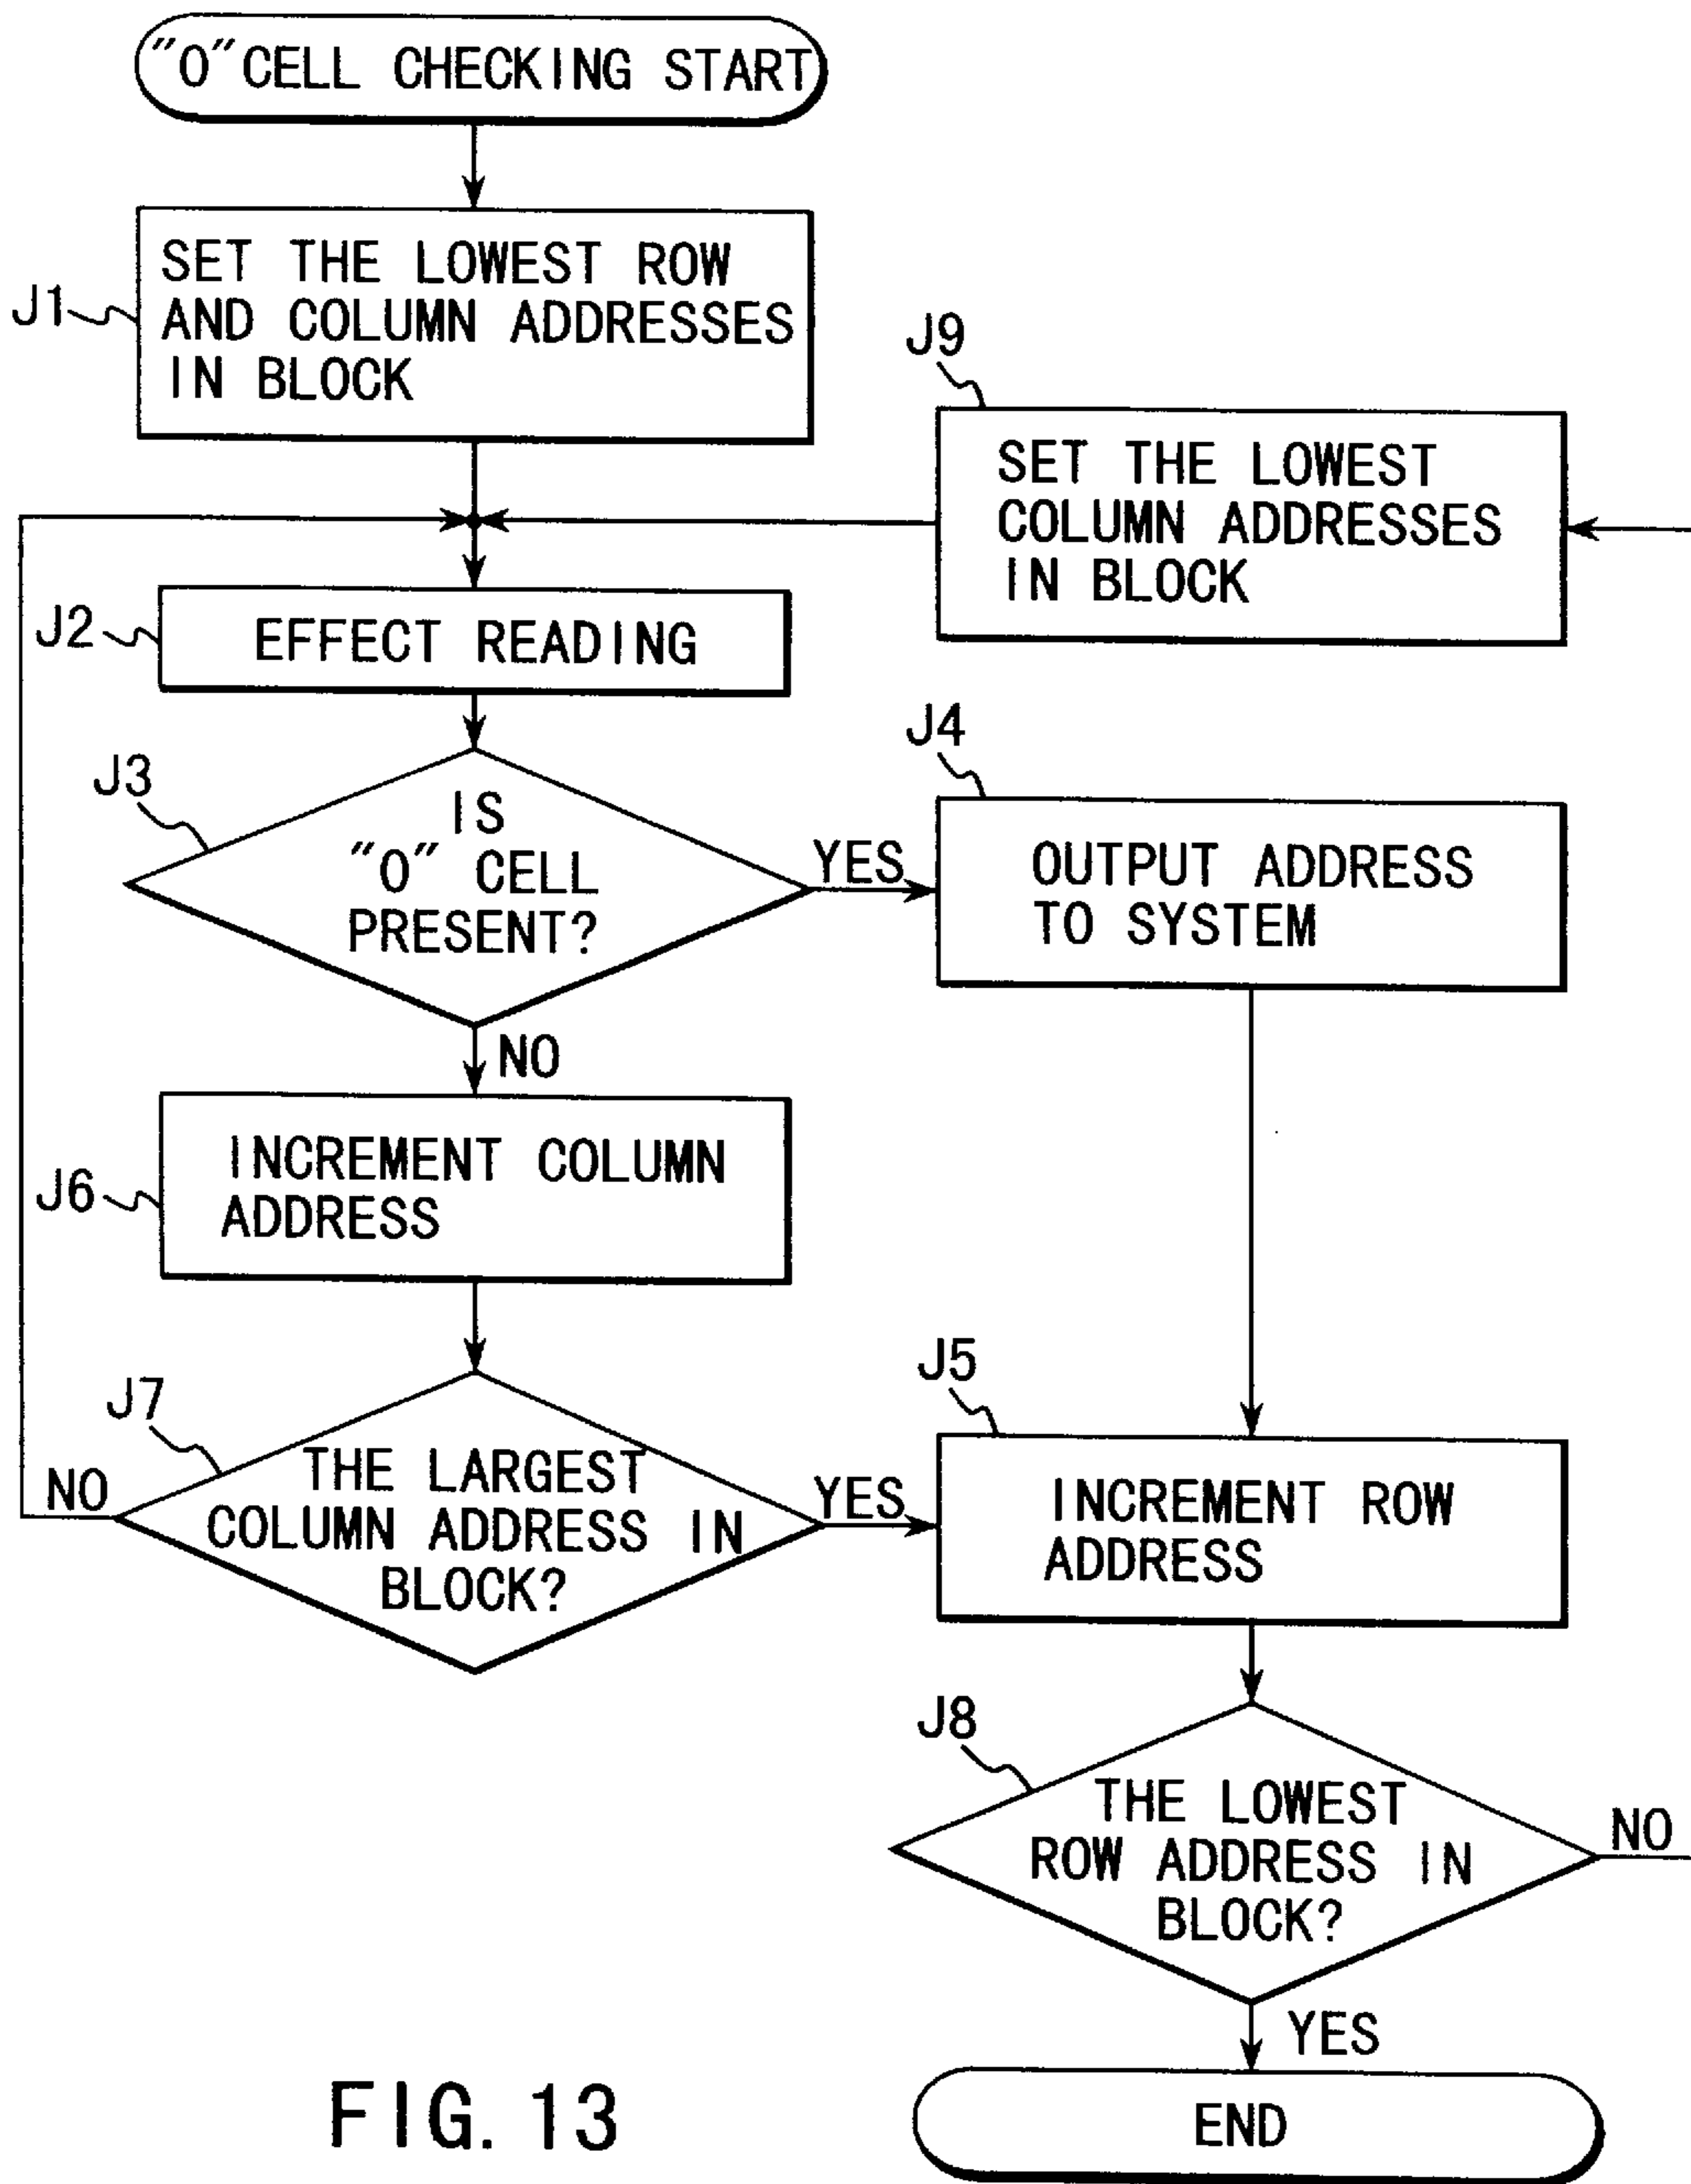 "0" CELL CHECKING START
J1
SET THE LOWEST ROW
AND COLUMN ADDRESSES
IN BLOCK
J9
SET THE LOWEST
COLUMN ADDRESSES
IN BLOCK
J2
EFFECT READING
J3
IS
"0" CELL
PRESENT?
YES
NO
J4
OUTPUT ADDRESS
TO SYSTEM
J6
INCREMENT COLUMN
ADDRESS
J7
THE LARGEST
COLUMN ADDRESS IN
BLOCK?
NO
YES
J5
INCREMENT ROW
ADDRESS
J8
THE LOWEST
ROW ADDRESS IN
BLOCK?
NO
YES
END
FIG. 13